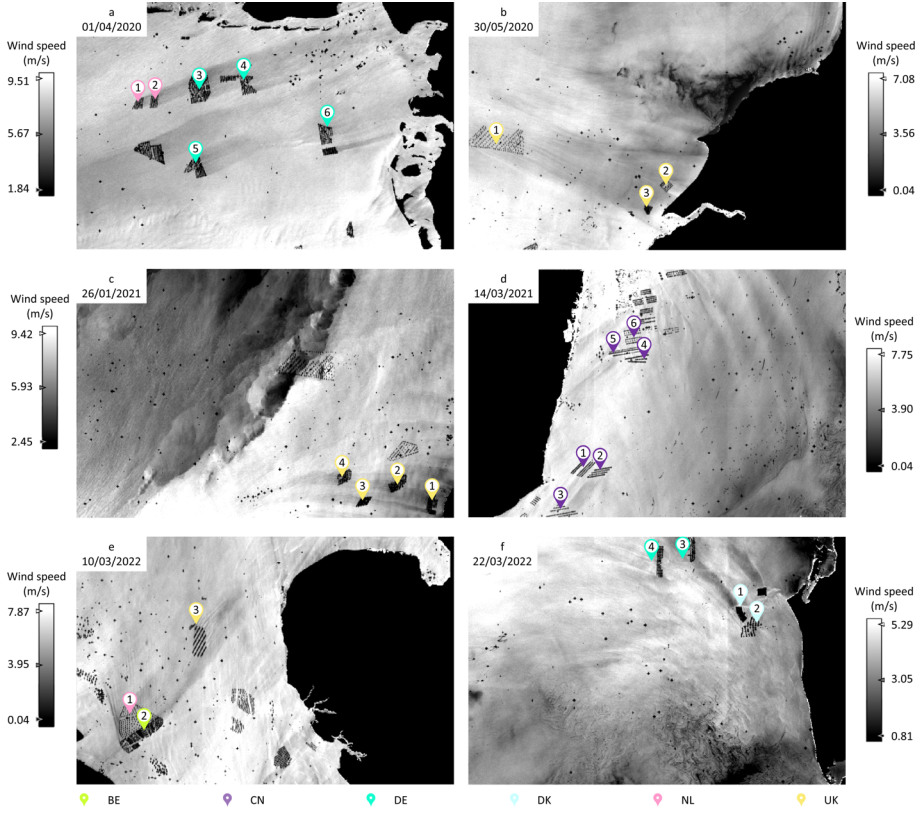 a
01/04/2020
Wind speed
(m/s)
9.51
5.67
1.84
1
2
3
4
5
6
b
30/05/2020
Wind speed
(m/s)
7.08
3.56
0.04
1
2
3
c
26/01/2021
Wind speed
(m/s)
9.42
5.93
2.45
4
3
2
1
d
14/03/2021
Wind speed
(m/s)
7.75
3.90
0.04
6
5
4
1
2
3
e
10/03/2022
Wind speed
(m/s)
7.87
3.95
0.04
3
1
2
f
22/03/2022
Wind speed
(m/s)
5.29
3.05
0.81
4
3
1
2
BE
CN
DE
DK
NL
UK